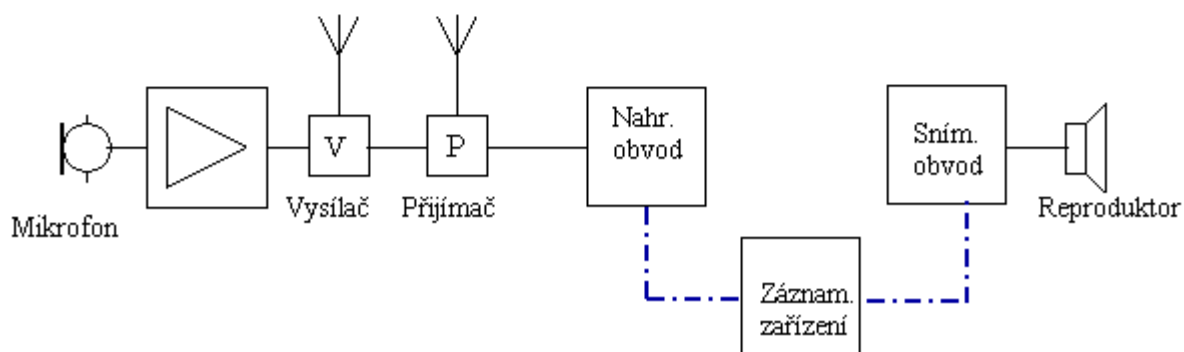 Mikrofon
V
Vysílač
P
Přijímač
Nahr.
obvod
Záznam.
zařízení
Sním.
obvod
Reproduktor